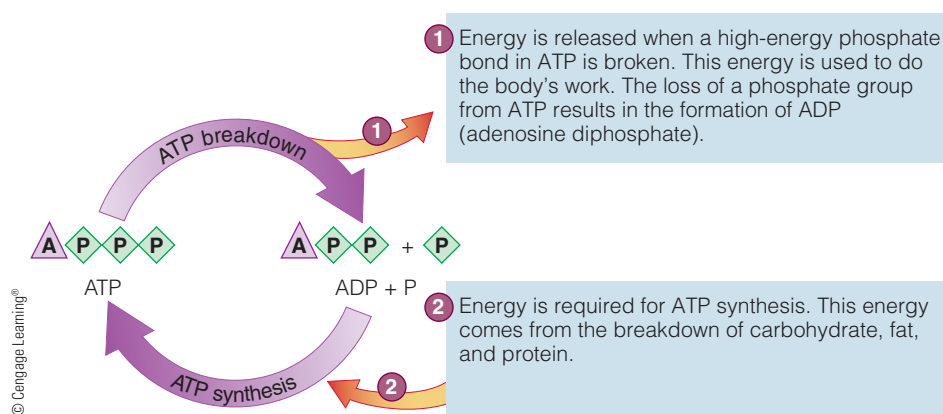 1 Energy is released when a high-energy phosphate
bond in ATP is broken. This energy is used to do
the body's work. The loss of a phosphate group
from ATP results in the formation of ADP
(adenosine diphosphate).
ATP breakdown
1
A P P P
A P P + P
ATP
ADP + P
2 Energy is required for ATP synthesis. This energy
comes from the breakdown of carbohydrate, fat,
and protein.
ATP synthesis
2
© Cengage Learning®